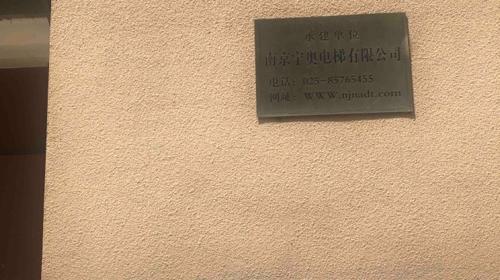 承建单位
南京宁奥电梯有限公司
电话：025-85765455
网址：www.njnadt.com